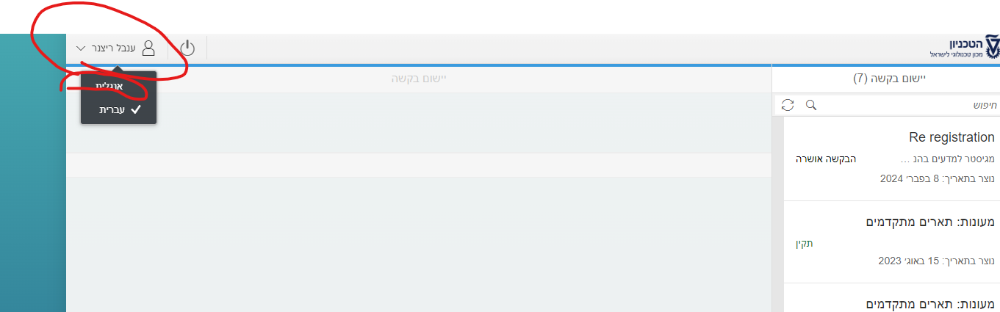 הטכניון
מכון טכנולוגי לישראל
ענבל ריצנר
אנגלית
עברית
יישום בקשה (7)
יישום בקשה
חיפוש
Re registration
מגיסטר למדעים בהנ ...
הבקשה אושרה
נוצר בתאריך: 8 בפבר׳ 2024
מעונות: תארים מתקדמים
תקין
נוצר בתאריך: 15 באוג׳ 2023
מעונות: תארים מתקדמים